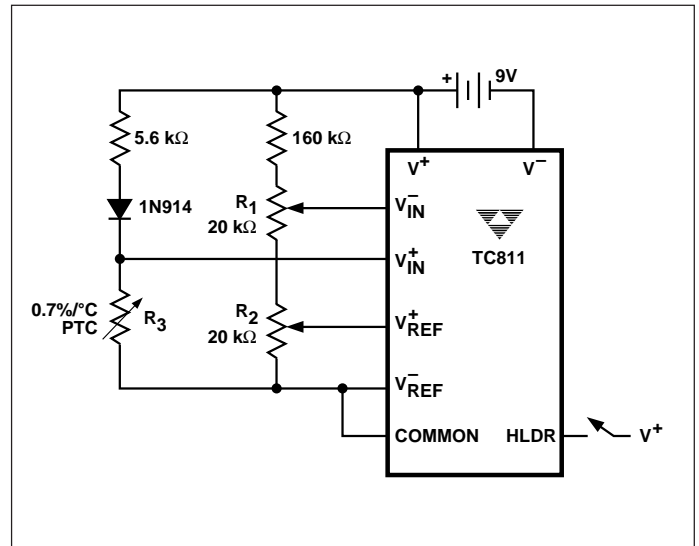 9V
+
5.6 kΩ
160 kΩ
V+
V−
1N914
R1
20 kΩ
V−IN
TC811
V+IN
0.7%/°C
PTC
R3
R2
20 kΩ
V+REF
V−REF
COMMON
HLDR
V+